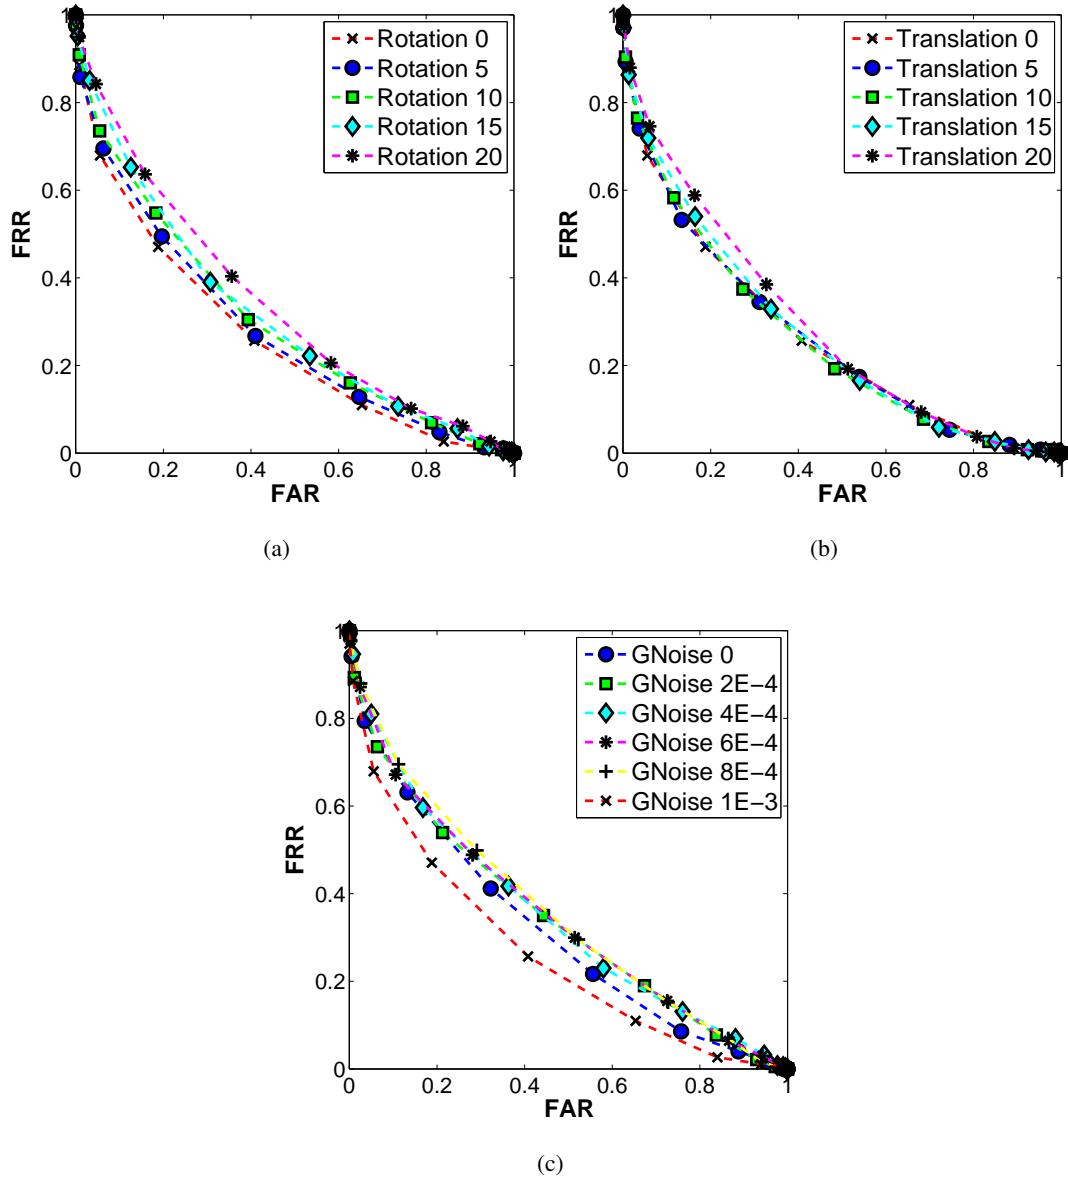 1
0.8
0.6
0.4
0.2
0
FRR
0 0.2 0.4 0.6 0.8 1
FAR
Rotation 0
Rotation 5
Rotation 10
Rotation 15
Rotation 20
(a)
1
0.8
0.6
0.4
0.2
0
FRR
0 0.2 0.4 0.6 0.8 1
FAR
Translation 0
Translation 5
Translation 10
Translation 15
Translation 20
(b)
1
0.8
0.6
0.4
0.2
0
FRR
0 0.2 0.4 0.6 0.8 1
FAR
GNoise 0
GNoise 2E−4
GNoise 4E−4
GNoise 6E−4
GNoise 8E−4
GNoise 1E−3
(c)